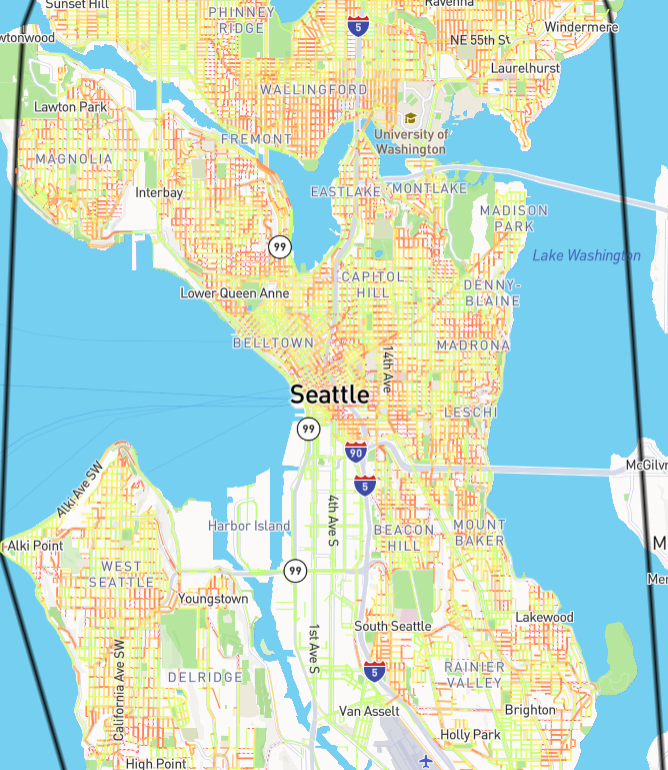 Sunset Hill
Ravenna
PHINNEY
RIDGE
5
Windermere
wtonwood
NE 55th St
Laurelhurst
WALLINGFORD
Lawton Park
University of
Washington
FREMONT
MAGNOLIA
Interbay
EASTLAKE
MONTLAKE
MADISON
PARK
99
Lake Washington
CAPITOL
HILL
DENNY-
BLAINE
Lower Queen Anne
BELLTOWN
14th Ave
MADRONA
Seattle
LESCHI
99
90
McGilv
5
Alki Ave SW
4th Ave S
Harbor Island
BEACON
HILL
MOUNT
BAKER
Alki Point
M
WEST
SEATTLE
99
Mer
Youngstown
Lakewood
South Seattle
1st Ave S
California Ave SW
DELRIDGE
5
RAINIER
VALLEY
Van Asselt
Brighton
Holly Park
High Point